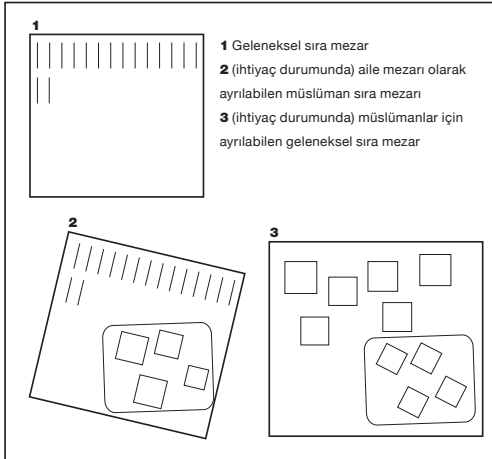 1
1 Geleneksel sıra mezar
2 (ihtiyaç durumunda) aile mezarı olarak
ayrılabilen müslüman sıra mezarı
3 (ihtiyaç durumunda) müslümanlar için
ayrılabilen geleneksel sıra mezar
2
3